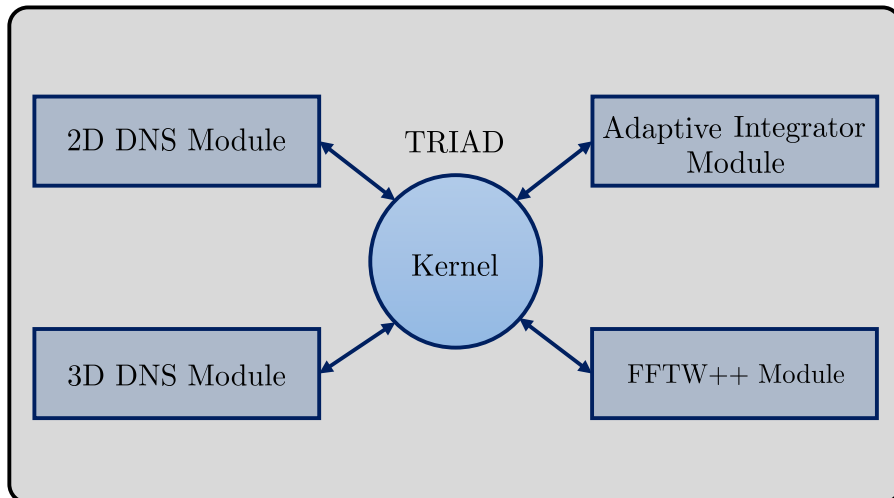 2D DNS Module
TRIAD
Adaptive Integrator
Module
Kernel
3D DNS Module
FFTW++ Module